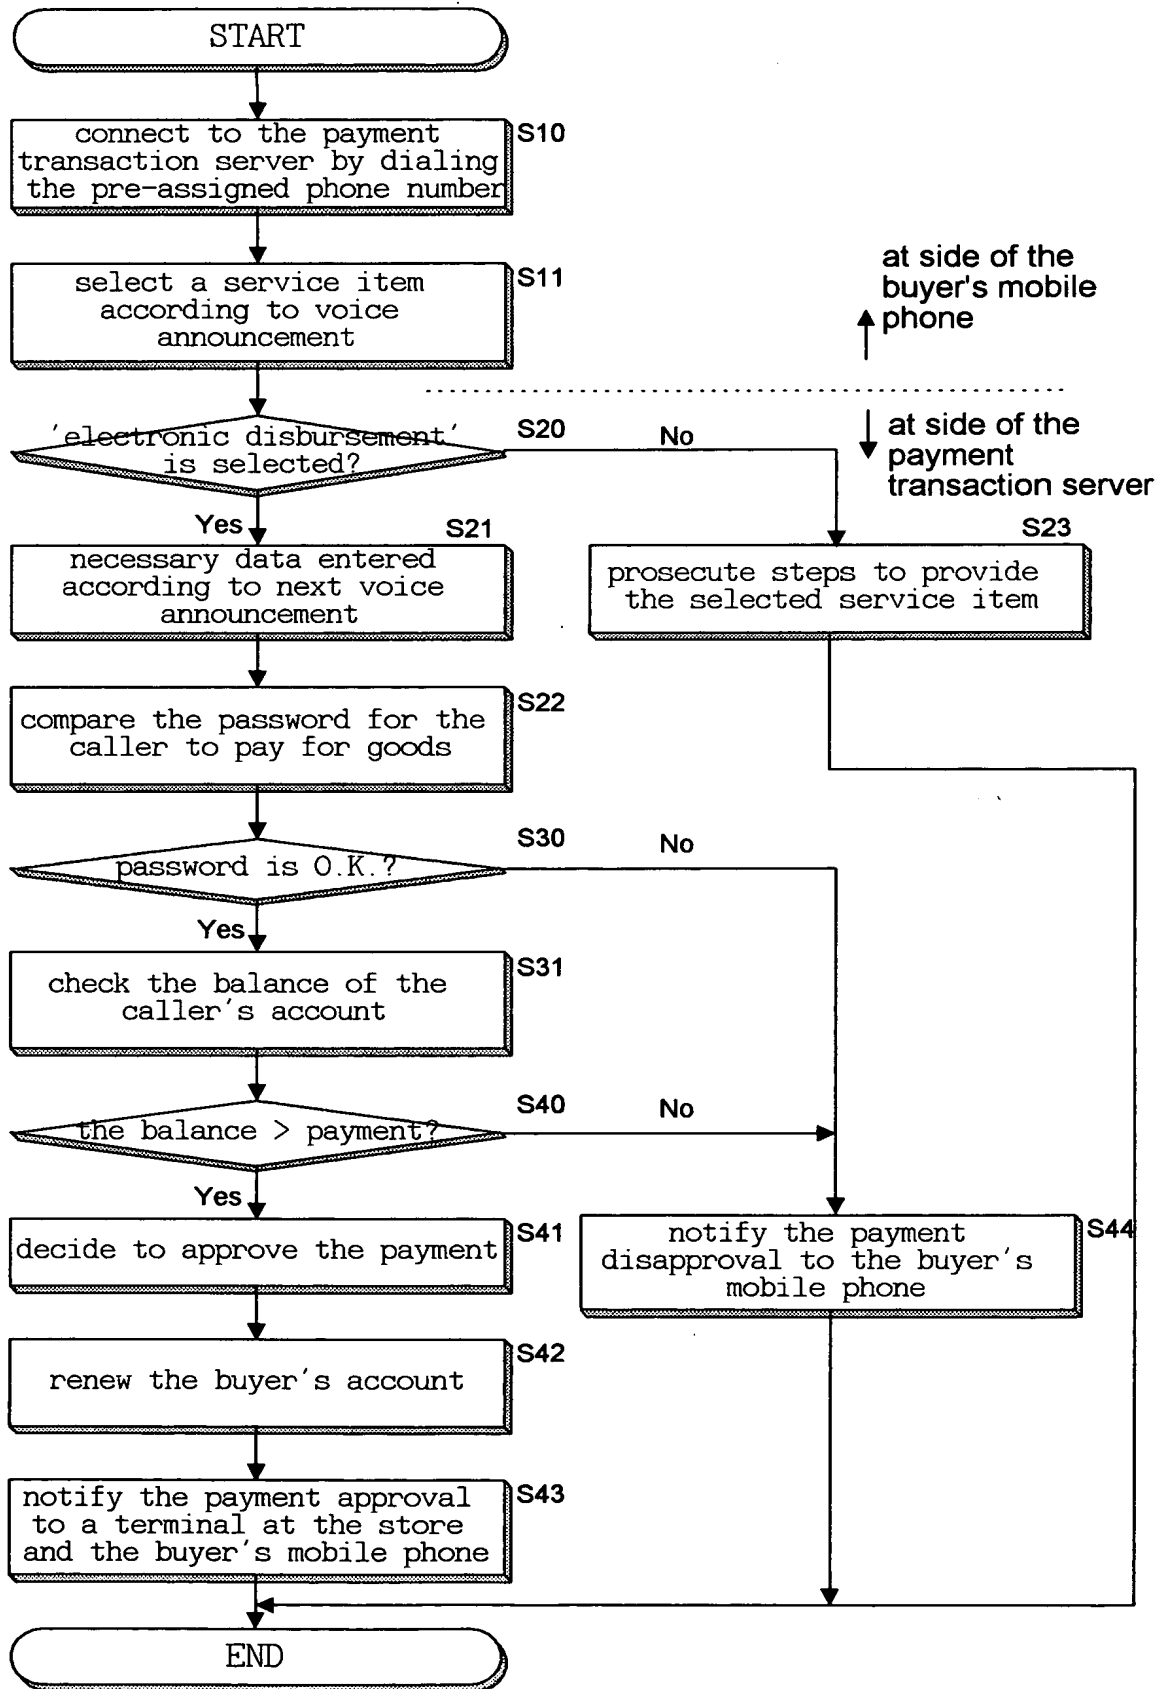 START
connect to the payment
transaction server by dialing
the pre-assigned phone number
S10
select a service item
according to voice
announcement
S11
at side of the
buyer's mobile
phone
'electronic disbursement'
is selected?
S20
No
at side of the
payment
transaction server
Yes
S21
necessary data entered
according to next voice
announcement
S23
prosecute steps to provide
the selected service item
compare the password for the
caller to pay for goods
S22
password is O.K.?
S30
No
Yes
check the balance of the
caller's account
S31
the balance > payment?
S40
No
Yes
decide to approve the payment
S41
notify the payment
disapproval to the buyer's
mobile phone
S44
renew the buyer's account
S42
notify the payment approval
to a terminal at the store
and the buyer's mobile phone
S43
END